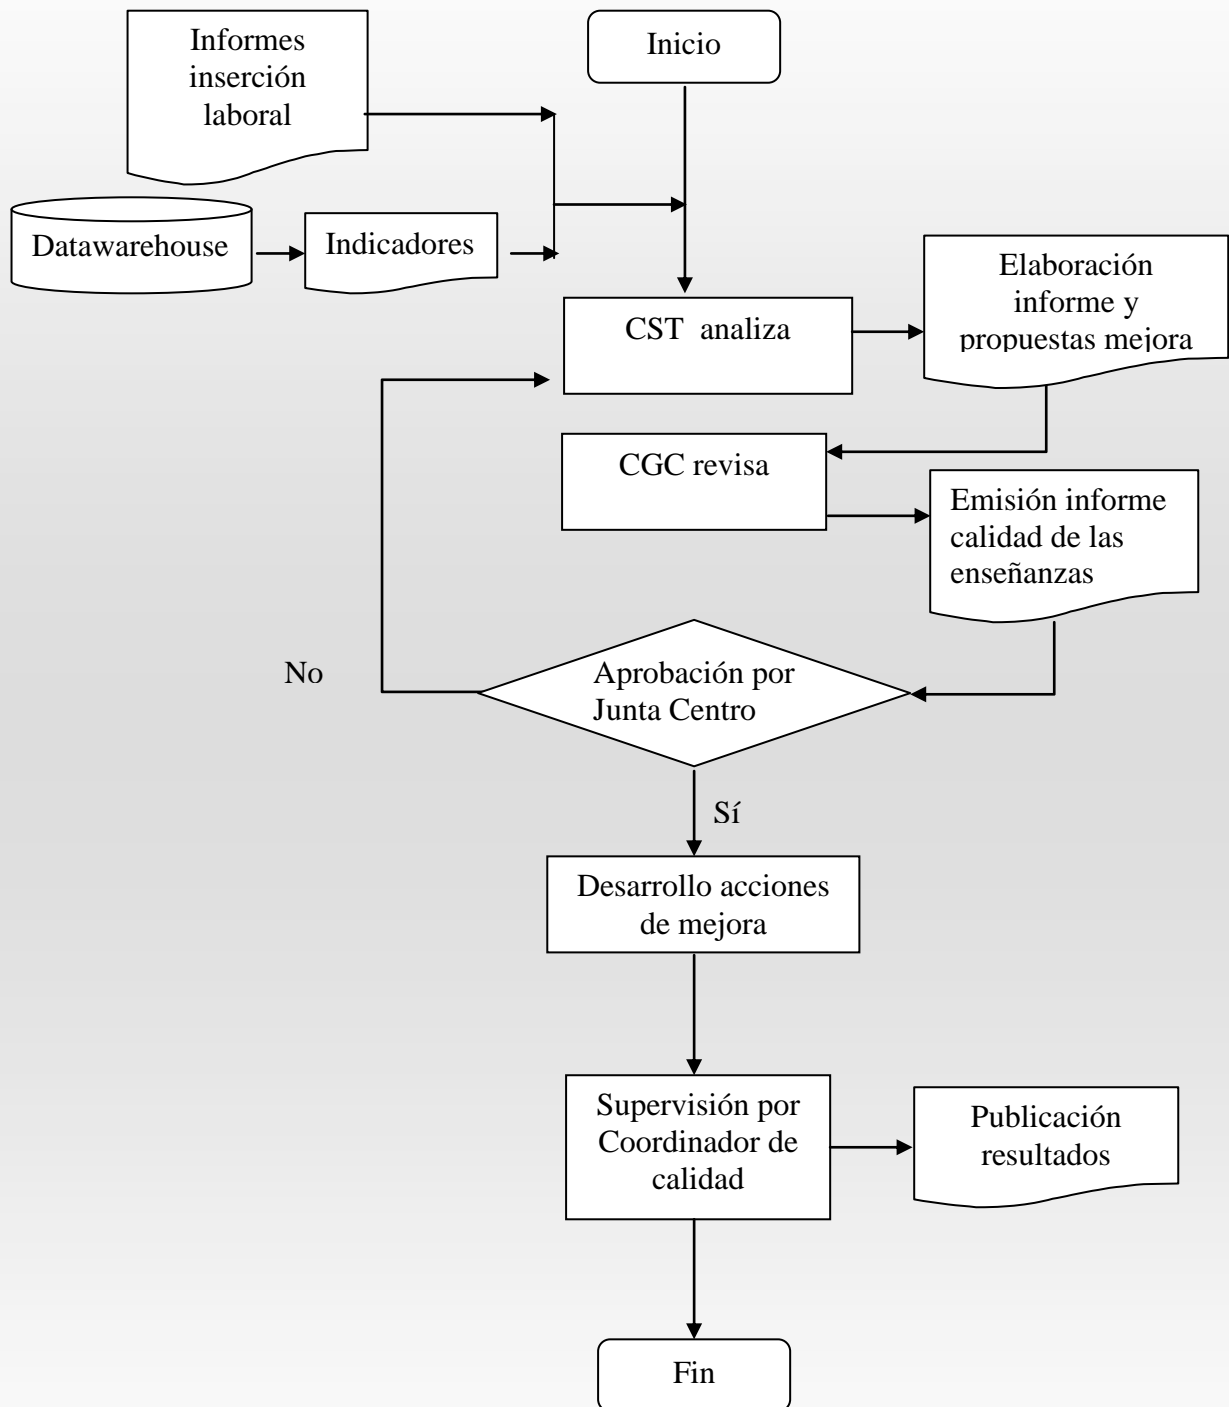 Informes
inserción
laboral
Inicio
Datawarehouse
Indicadores
Elaboración
informe y
propuestas mejora
CST analiza
CGC revisa
Emisión informe
calidad de las
enseñanzas
No
Aprobación por
Junta Centro
Sí
Desarrollo acciones
de mejora
Supervisión por
Coordinador de
calidad
Publicación
resultados
Fin